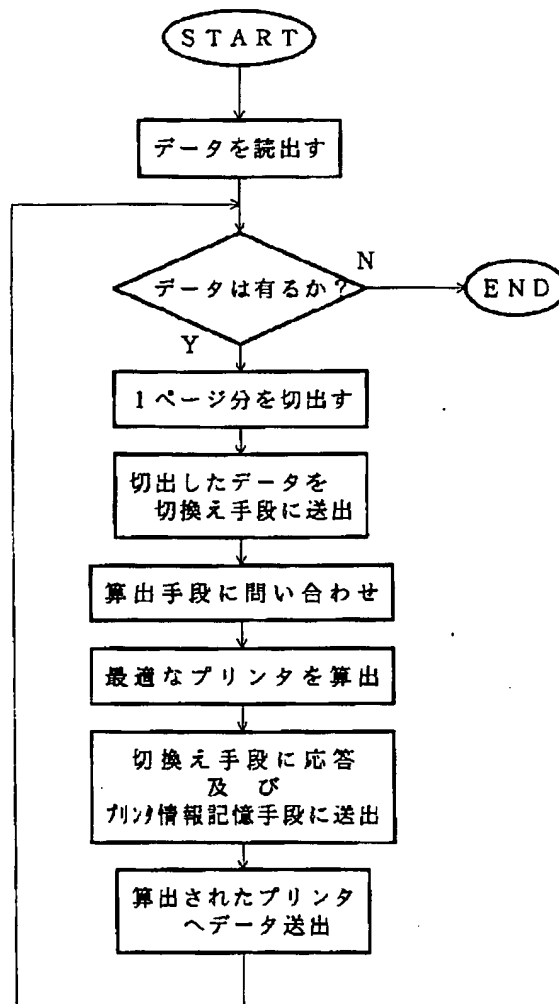 START
データを読出す
データは有るか?
N
END
Y
1ページ分を切出す
切出したデータを
切換え手段に送出
算出手段に問い合わせ
最適なプリンタを算出
切換え手段に応答
及び
プリンタ情報記憶手段に送出
算出されたプリンタ
へデータ送出